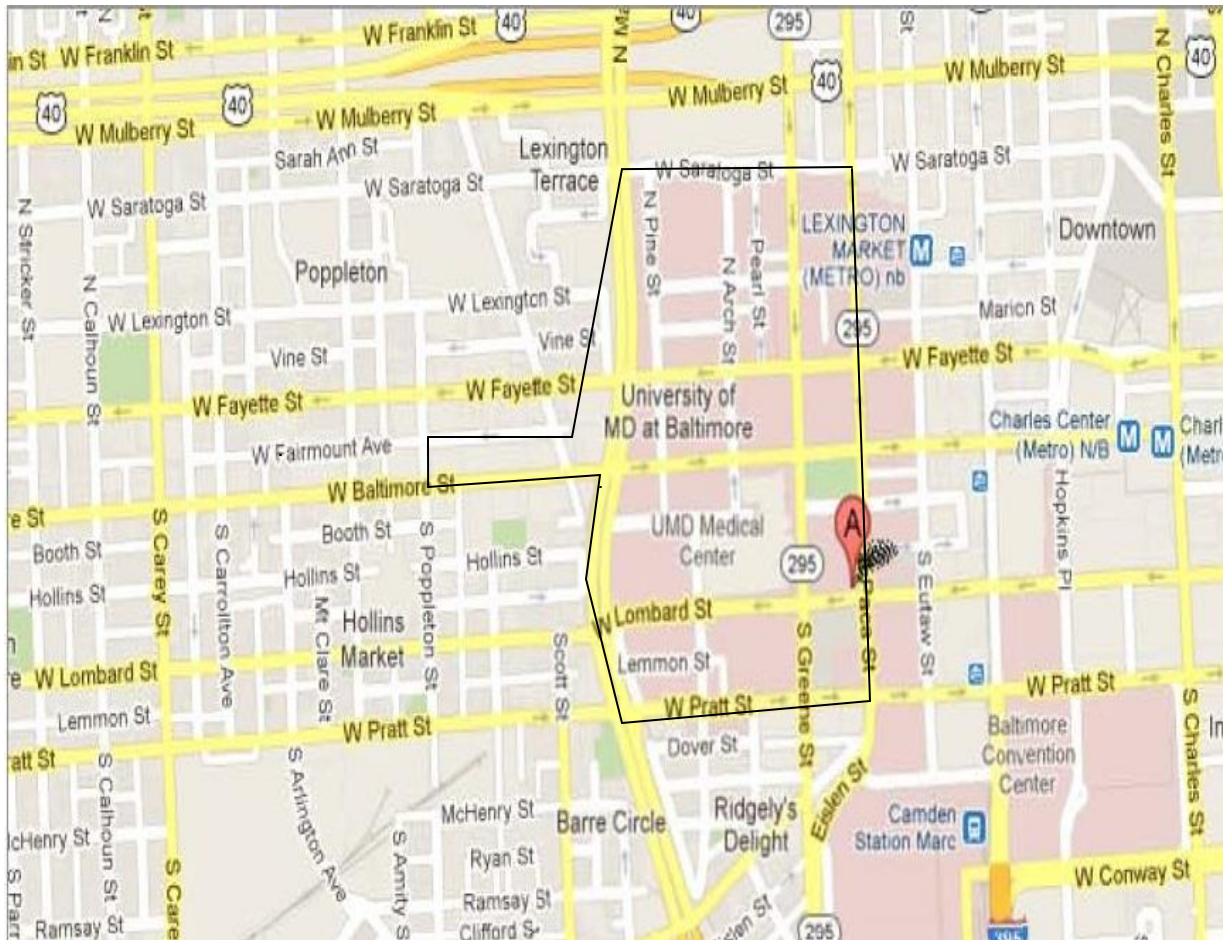 W Franklin St
W Franklin St
40
40
295
N Charles St
40
W Mulberry St
40
40
40
W Mulberry St
W Mulberry St
W Mulberry St
Sarah Ann St
Lexington
Terrace
W Saratoga St
W Saratoga St
W Saratoga St
W Saratoga St
N Stricker St
N Calhoun St
N Pine St
N Arch St
Pearl St
LEXINGTON
MARKET
(METRO) nb
M
Downtown
Poppleton
W Lexington St
W Lexington St
Marion St
Vine St
Vine St
295
W Fayette St
W Fayette St
W Fayette St
University of
MD at Baltimore
Charles Center
(Metro) N/B
M
M
W Fairmount Ave
W Baltimore St
Hopkins Pl
S Carey St
S Carrollton Ave
Booth St
Booth St
S Poppleton St
Hollins St
Hollins St
Hollins St
UMD Medical
Center
295
A
S Eutaw St
Paca St
W Lombard St
W Lombard St
Mt Clare St
Hollins
Market
Scott St
Lemmon St
Lemmon St
S Greene St
W Pratt St
W Pratt St
W Pratt St
S Charles St
Dover St
Baltimore
Convention
Center
S Calhoun St
S Arlington Ave
Eislen St
McHenry St
Barre Circle
Ridgely's
Delight
Camden
Station Marc
Ryan St
S Amity S
W Conway St
Ramsay St
Ramsay St
Clifford S
295
395